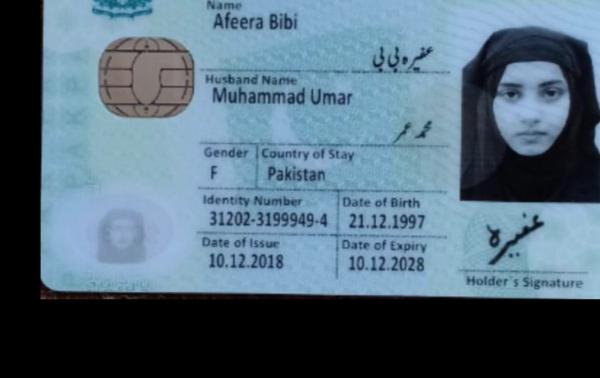 Name
Afeera Bibi
عفیرہ بی بی
Husband Name
Muhammad Umar
محمد عمر
Gender Country of Stay
F Pakistan
Identity Number Date of Birth
31202-3199949-4 21.12.1997
Date of Issue Date of Expiry
10.12.2018 10.12.2028
عفیرہ
Holder's Signature